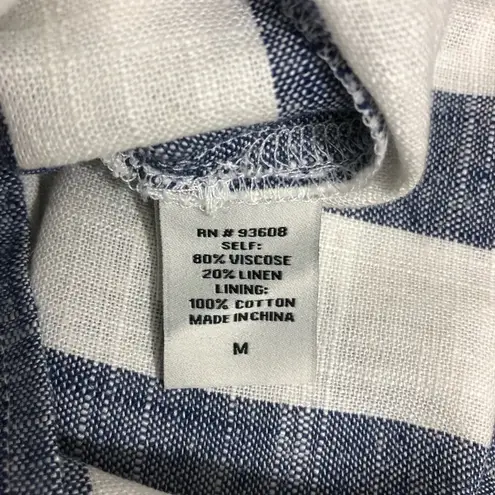 RN # 93608
SELF:
80% VISCOSE
20% LINEN
LINING:
100% COTTON
MADE IN CHINA
M